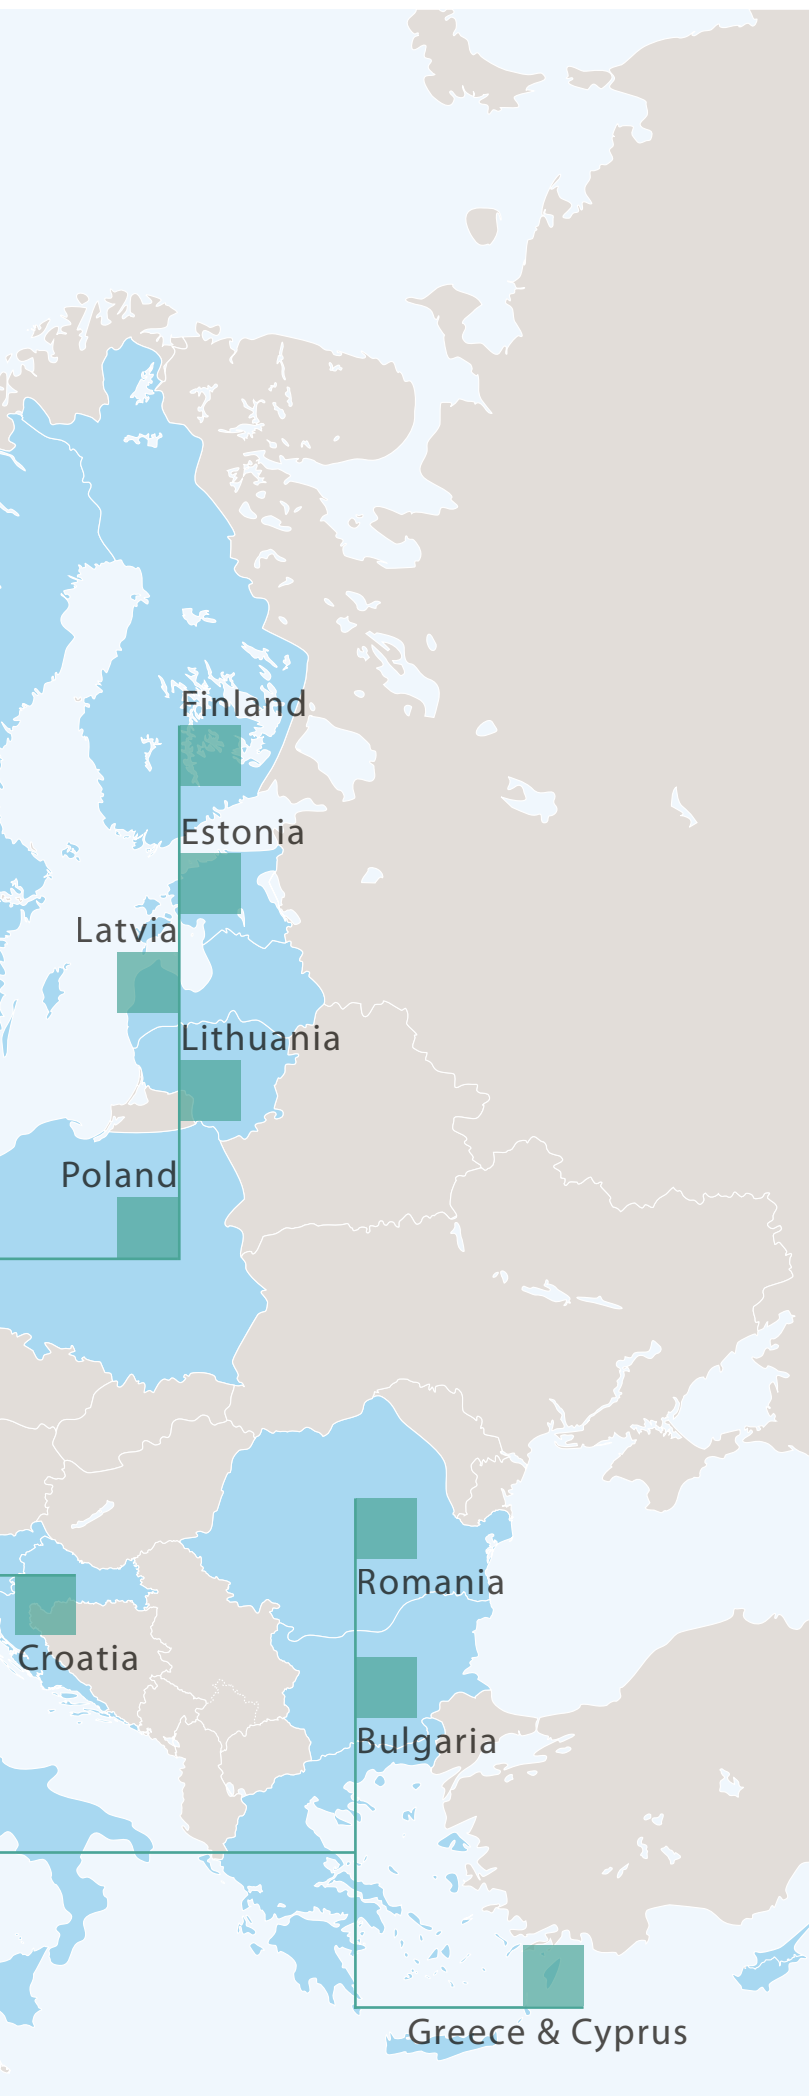 Finland
Estonia
Latvia
Lithuania
Poland
Romania
Croatia
Bulgaria
Greece & Cyprus